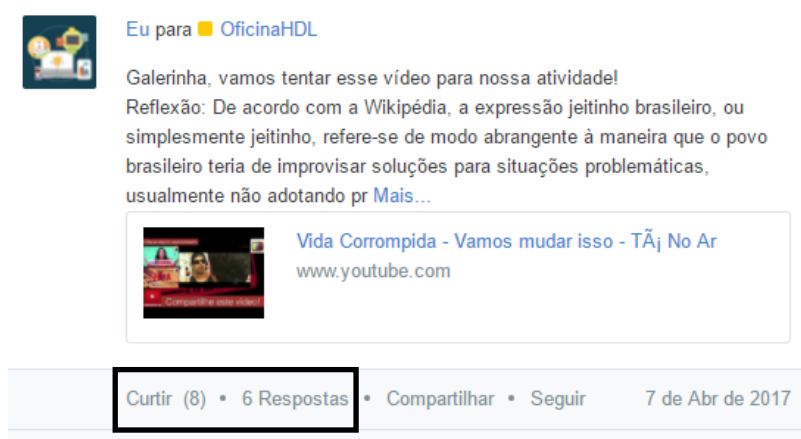 Eu para OficinaHDL
Galerinha, vamos tentar esse vídeo para nossa atividade!
Reflexão: De acordo com a Wikipédia, a expressão jeitinho brasileiro, ou
simplesmente jeitinho, refere-se de modo abrangente à maneira que o povo
brasileiro teria de improvisar soluções para situações problemáticas,
usualmente não adotando pr Mais...
Vida Corrompida - Vamos mudar isso - TÃ¡ No Ar
www.youtube.com
Compartilhe este vídeo!
Curtir (8) • 6 Respostas • Compartilhar • Seguir 7 de Abr de 2017